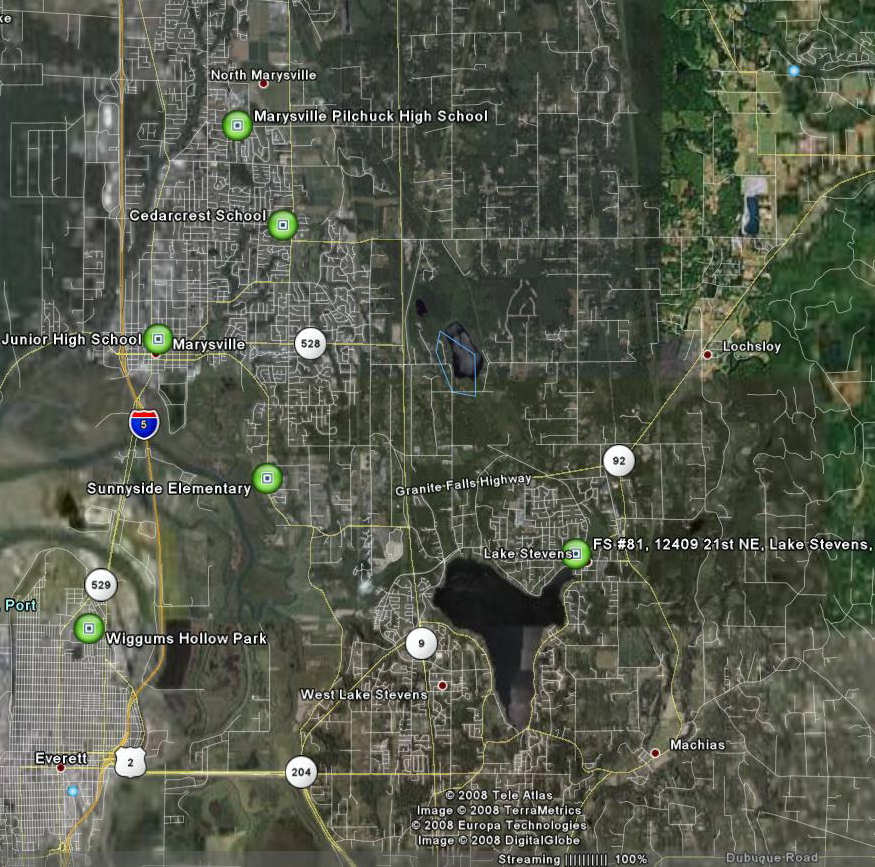 ke
North Marysville
Marysville Pilchuck High School
Cedarcrest School
Junior High School
Marysville
528
Lochsloy
5
92
Granite Falls Highway
Sunnyside Elementary
FS #81, 12409 21st NE, Lake Stevens,
Lake Stevens
529
Port
Wiggums Hollow Park
9
West Lake Stevens
Machias
Everett
2
204
© 2008 Tele Atlas
Image © 2008 TerraMetrics
© 2008 Europa Technologies
Image © 2008 DigitalGlobe
Streaming |||||||||| 100%
Dubuque Road